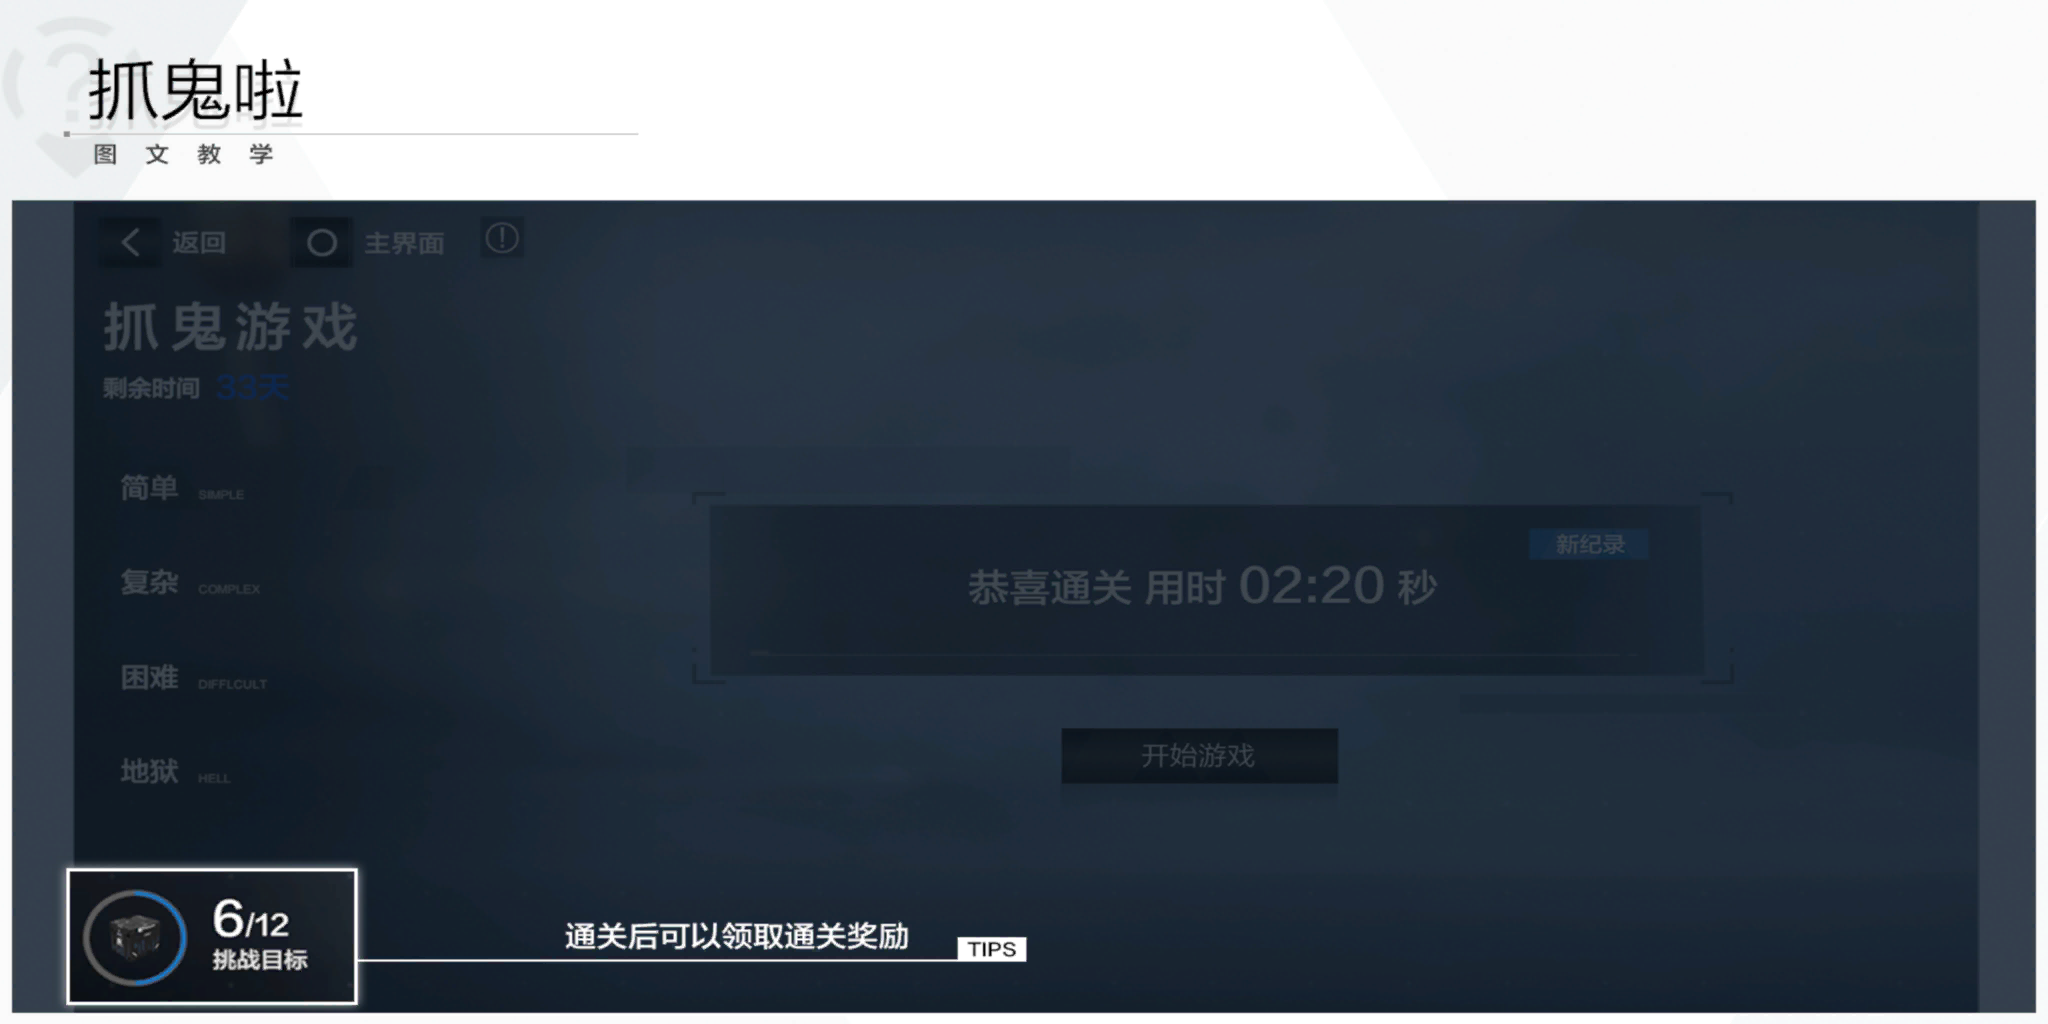 抓鬼啦
图文教学
返回 主界面
抓鬼游戏
剩余时间 33天
简单 SIMPLE
复杂 COMPLEX
困难 DIFFLCULT
地狱 HELL
新纪录
恭喜通关 用时 02:20 秒
开始游戏
6/12
挑战目标
通关后可以领取通关奖励 TIPS